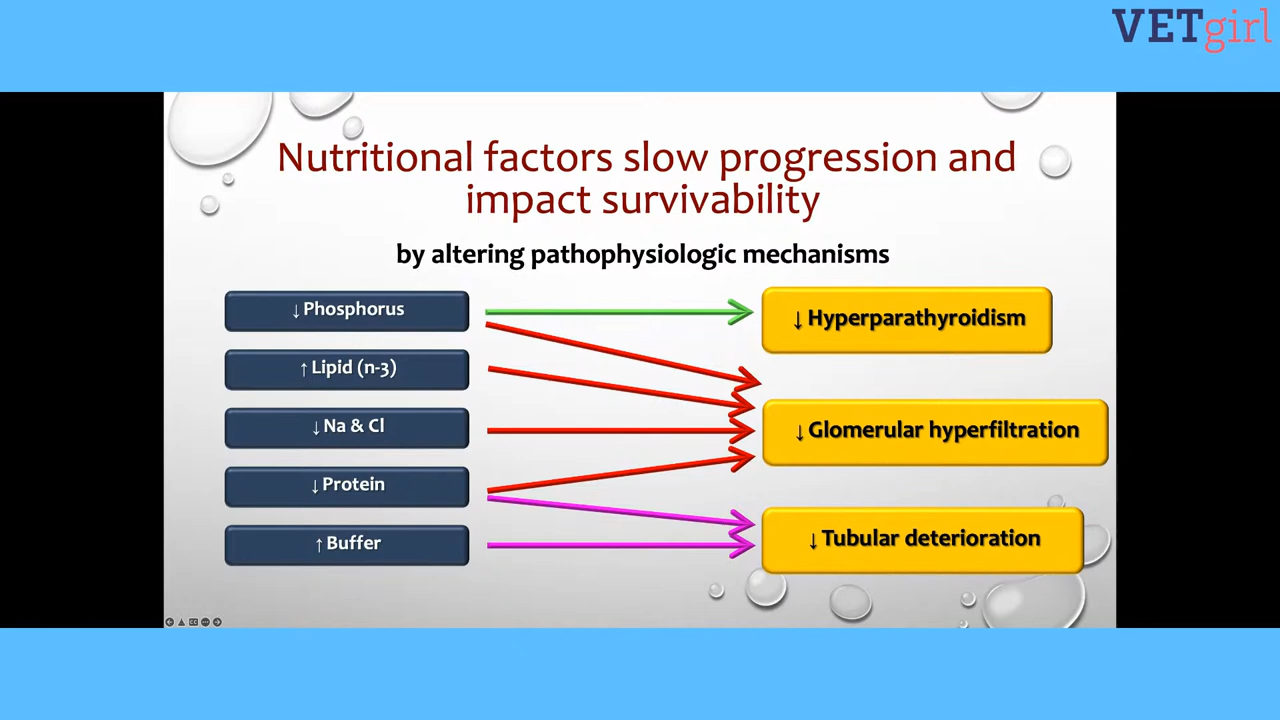 VETgirl
Nutritional factors slow progression and
impact survivability
by altering pathophysiologic mechanisms
↓Phosphorus
↑Lipid (n-3)
↓Na & Cl
↓Protein
↑Buffer
↓Hyperparathyroidism
↓Glomerular hyperfiltration
↓Tubular deterioration